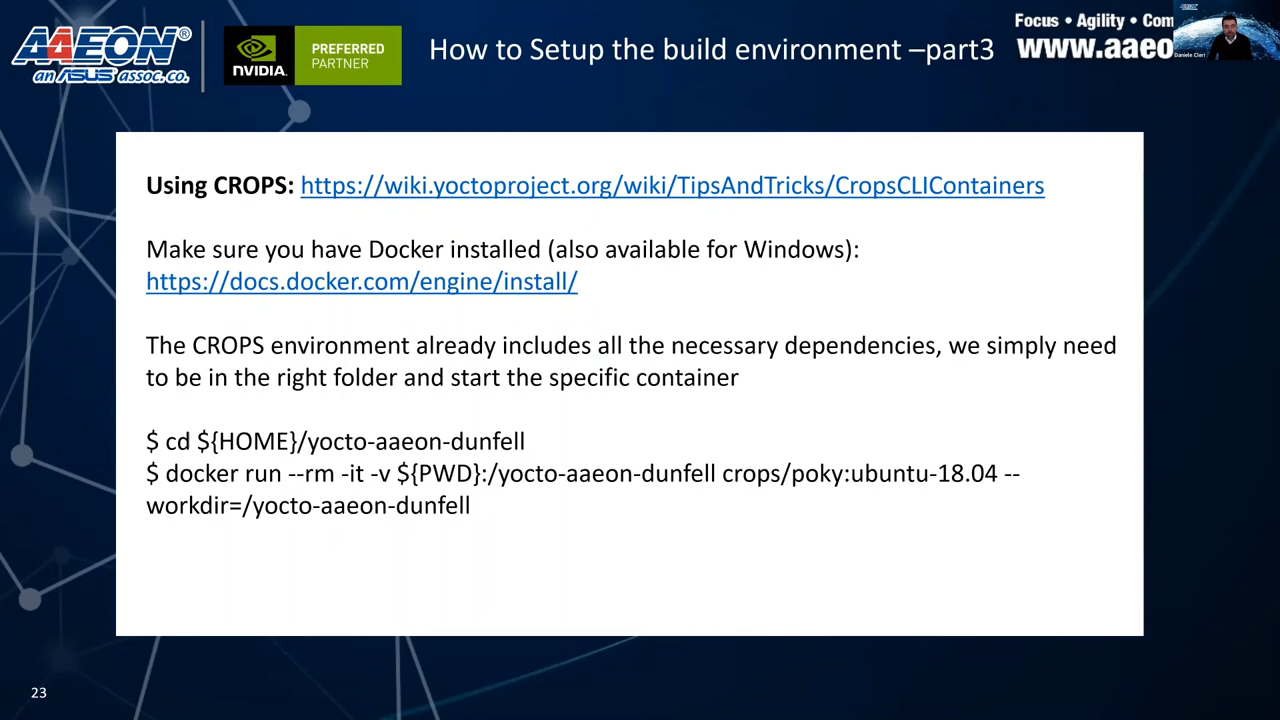 AAEON®
an ASUS assoc.co.
NVIDIA.
PREFERRED
PARTNER
How to Setup the build environment –part3
Focus • Agility • Com
www.aaeo
Daniele Cleri
Using CROPS: https://wiki.yoctoproject.org/wiki/TipsAndTricks/CropsCLIContainers
Make sure you have Docker installed (also available for Windows):
https://docs.docker.com/engine/install/
The CROPS environment already includes all the necessary dependencies, we simply need
to be in the right folder and start the specific container
$ cd ${HOME}/yocto-aaeon-dunfell
$ docker run --rm -it -v ${PWD}:/yocto-aaeon-dunfell crops/poky:ubuntu-18.04 --
workdir=/yocto-aaeon-dunfell
23